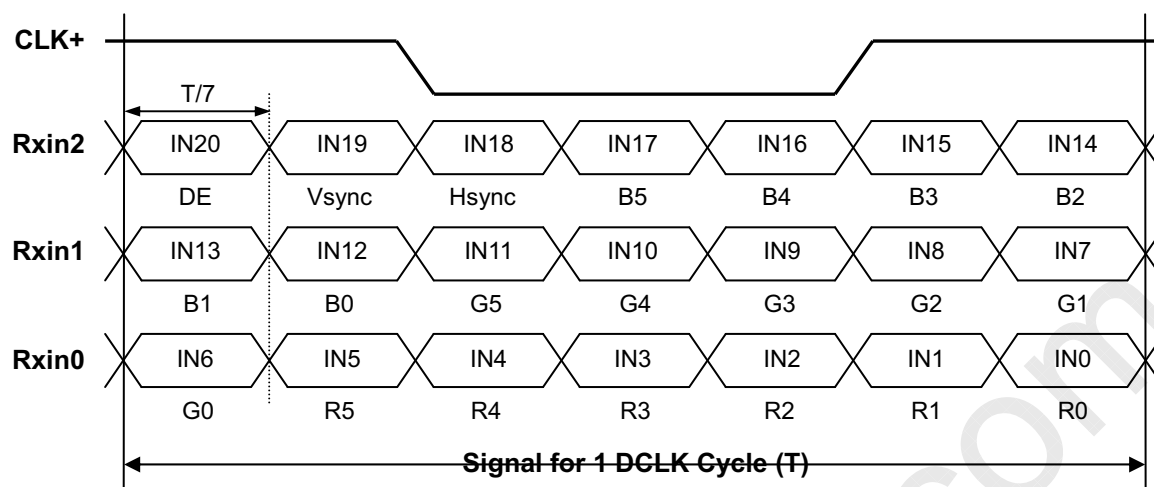 CLK+
T/7
Rxin2 IN20 IN19 IN18 IN17 IN16 IN15 IN14
DE Vsync Hsync B5 B4 B3 B2
Rxin1 IN13 IN12 IN11 IN10 IN9 IN8 IN7
B1 B0 G5 G4 G3 G2 G1
Rxin0 IN6 IN5 IN4 IN3 IN2 IN1 IN0
G0 R5 R4 R3 R2 R1 R0
Signal for 1 DCLK Cycle (T)
com